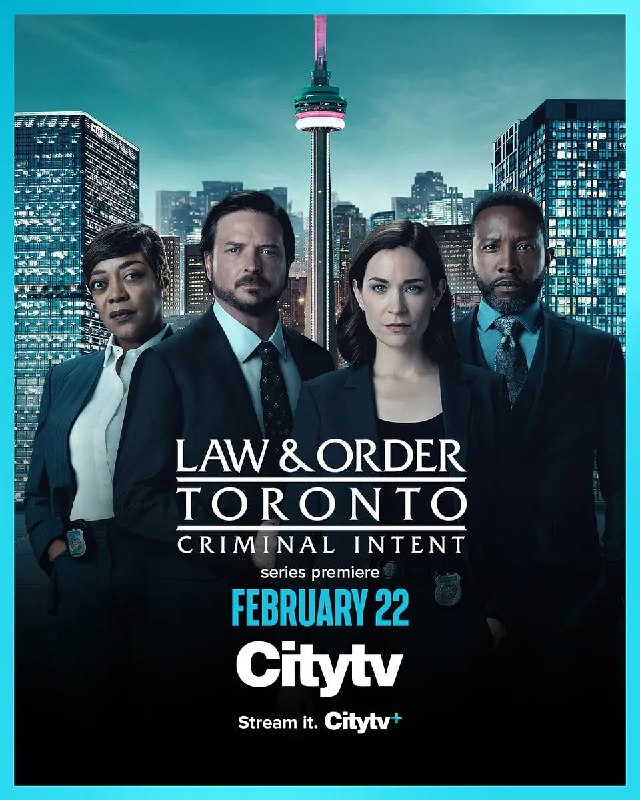 LAW & ORDER
TORONTO
CRIMINAL INTENT
series premiere
FEBRUARY 22
Citytv
Stream it. Citytv+